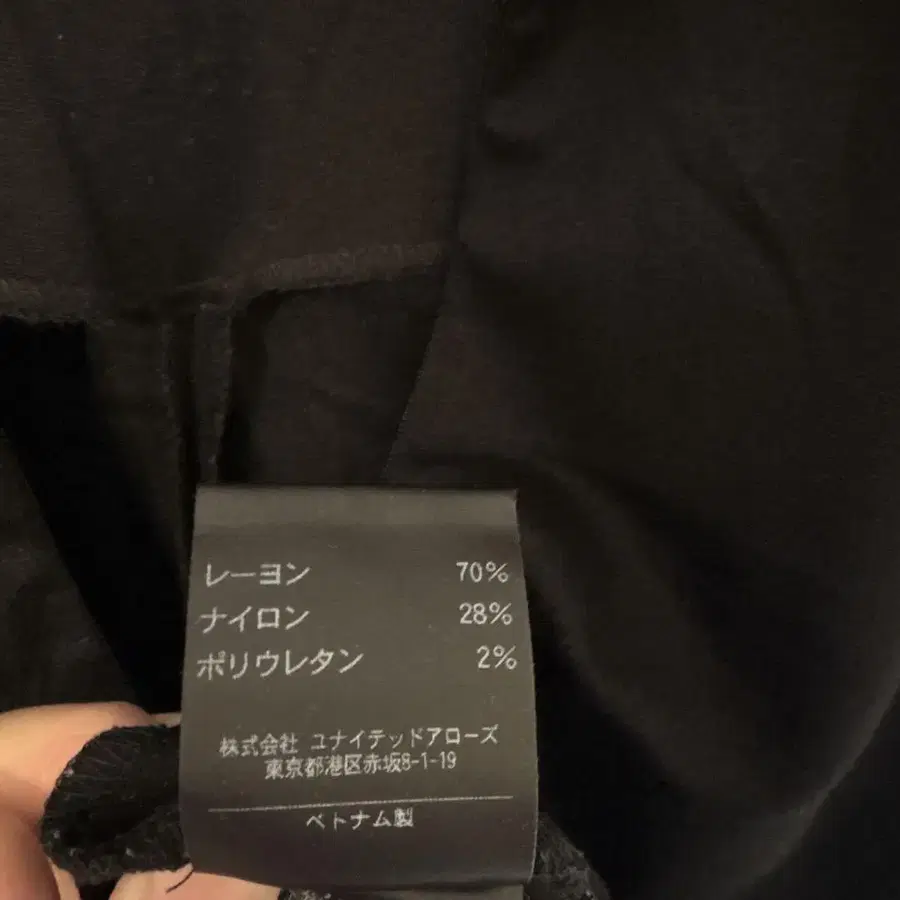 レーヨン 70%
ナイロン 28%
ポリウレタン 2%
株式会社 ユナイテッドアローズ
東京都港区赤坂8-1-19
ベトナム製